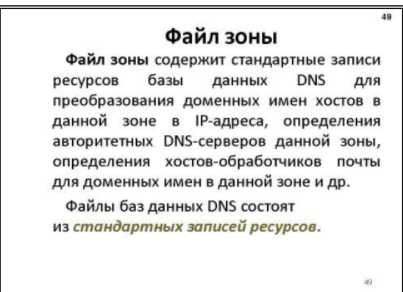 49
Файл зоны
Файл зоны содержит стандартные записи
ресурсов базы данных DNS для
преобразования доменных имен хостов в
данной зоне в IP-адреса, определения
авторитетных DNS-серверов данной зоны,
определения хостов-обработчиков почты
для доменных имен в данной зоне и др.
Файлы баз данных DNS состоят
из стандартных записей ресурсов.
49